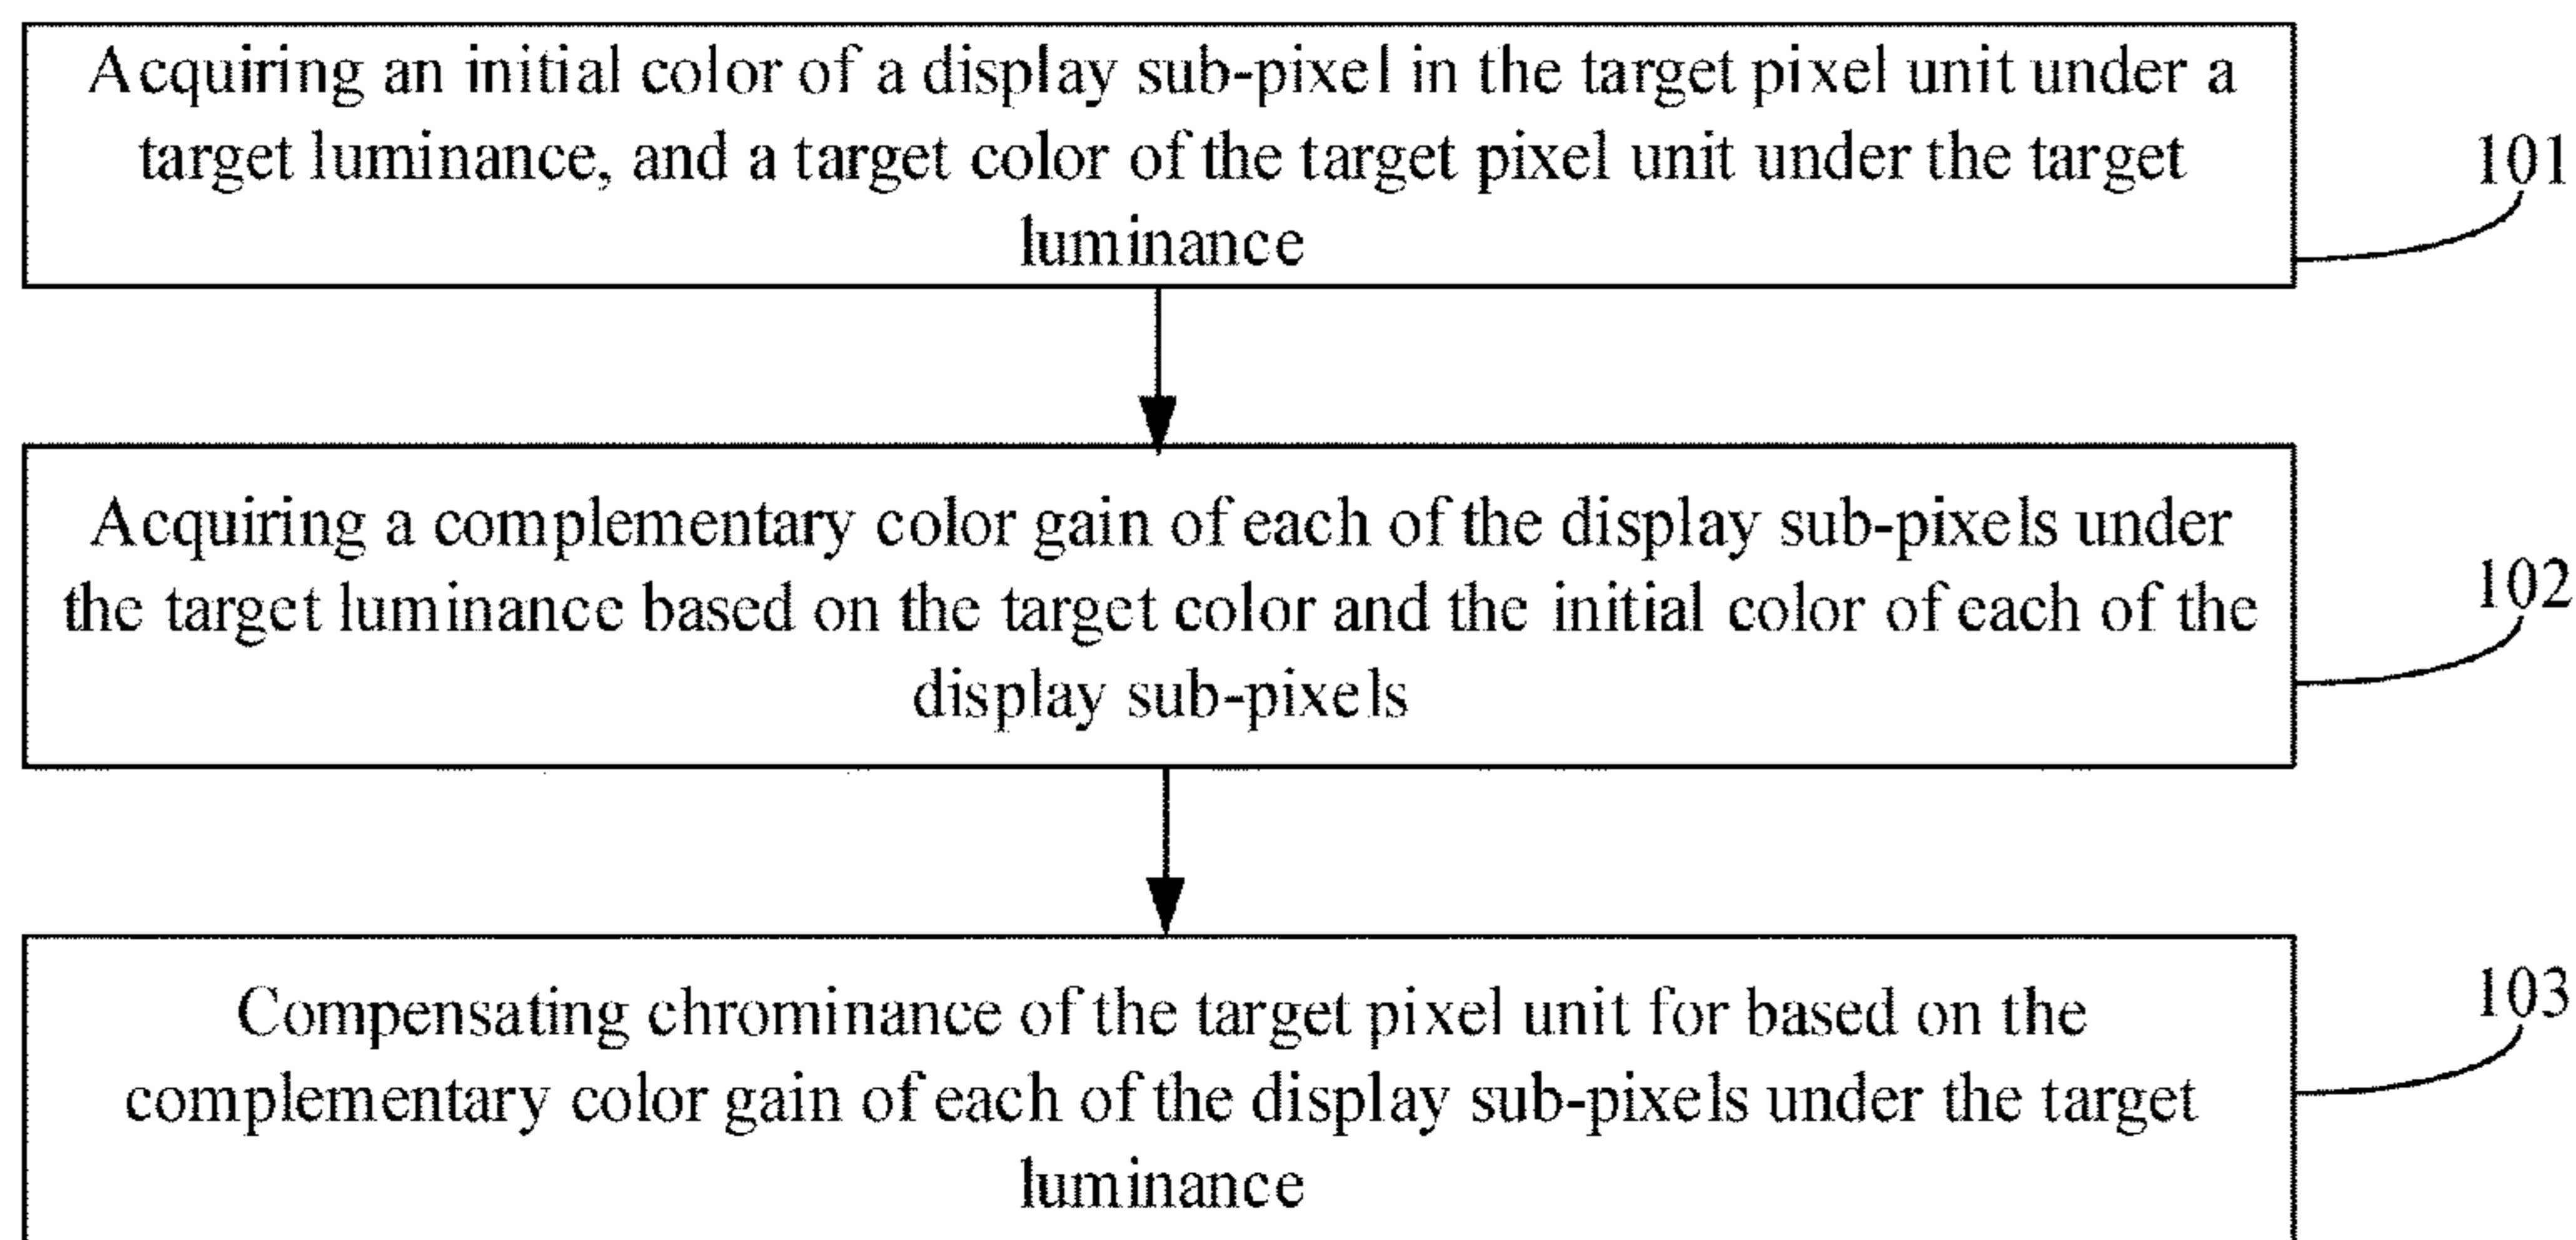 Acquiring an initial color of a display sub-pixel in the target pixel unit under a
target luminance, and a target color of the target pixel unit under the target
luminance
101
Acquiring a complementary color gain of each of the display sub-pixels under
the target luminance based on the target color and the initial color of each of the
display sub-pixels
102
Compensating chrominance of the target pixel unit for based on the
complementary color gain of each of the display sub-pixels under the target
luminance
103